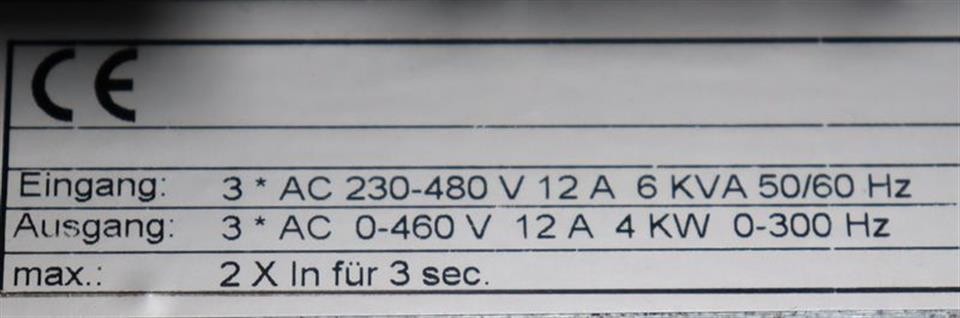 CE
Eingang: 3 * AC 230-480 V 12 A 6 KVA 50/60 Hz
Ausgang: 3 * AC 0-460 V 12 A 4 KW 0-300 Hz
max.: 2 X In für 3 sec.